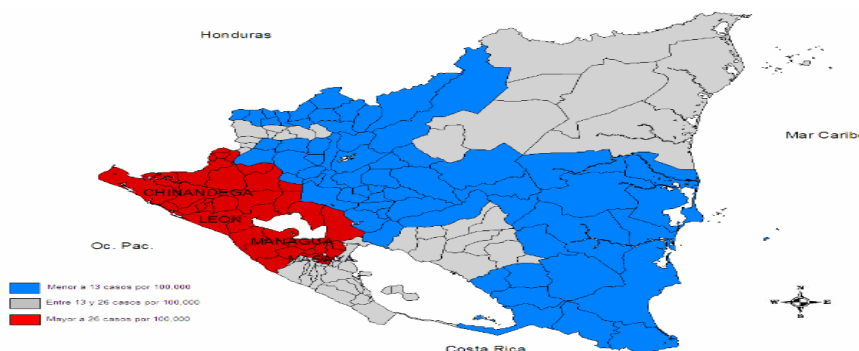 Honduras
Mar Carib
CHINANDEGA
LEON
MANAGUA
Oc. Pac.
Menor a 13 casos por 100,000
Entre 13 y 26 casos por 100,000
Mayor a 26 casos por 100,000
N
W E
S
Costa Rica